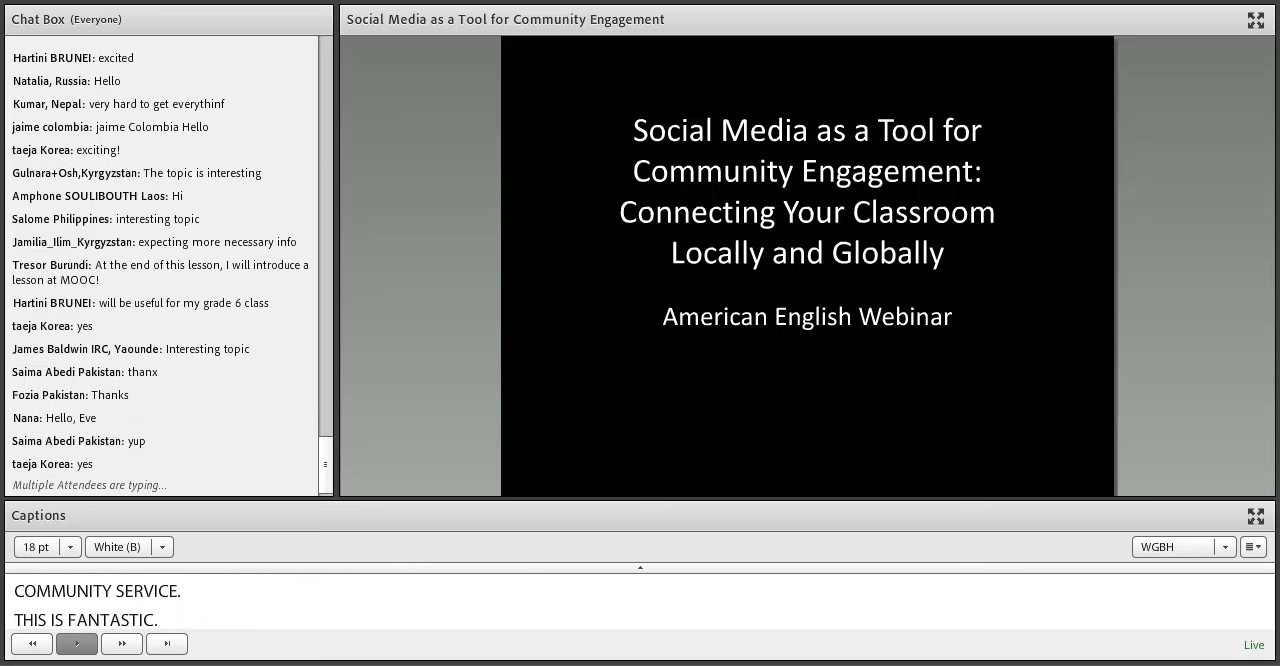 Chat Box (Everyone)
Hartini BRUNEI: excited
Natalia, Russia: Hello
Kumar, Nepal: very hard to get everythinf
jaime colombia: jaime Colombia Hello
taeja Korea: exciting!
Gulnara+Osh,Kyrgyzstan: The topic is interesting
Amphone SOULIBOUTH Laos: Hi
Salome Philippines: interesting topic
Jamilia_Ilim_Kyrgyzstan: expecting more necessary info
Tresor Burundi: At the end of this lesson, I will introduce a
lesson at MOOC!
Hartini BRUNEI: will be useful for my grade 6 class
taeja Korea: yes
James Baldwin IRC, Yaounde: Interesting topic
Saima Abedi Pakistan: thanx
Fozia Pakistan: Thanks
Nana: Hello, Eve
Saima Abedi Pakistan: yup
taeja Korea: yes
Multiple Attendees are typing...
Social Media as a Tool for Community Engagement
Social Media as a Tool for
Community Engagement:
Connecting Your Classroom
Locally and Globally
American English Webinar
Captions
18 pt
White (B)
WGBH
COMMUNITY SERVICE.
THIS IS FANTASTIC.
Live